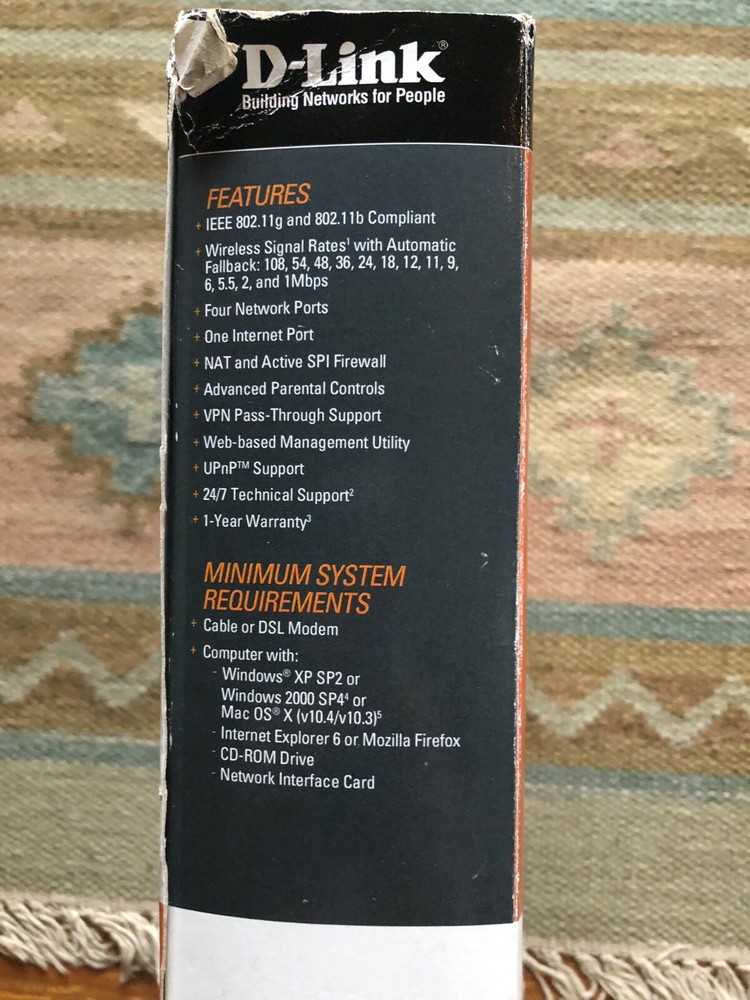 D-Link®
Building Networks for People
FEATURES
+ IEEE 802.11g and 802.11b Compliant
+ Wireless Signal Rates¹ with Automatic
Fallback: 108, 54, 48, 36, 24, 18, 12, 11, 9,
6, 5.5, 2, and 1Mbps
+ Four Network Ports
+ One Internet Port
+ NAT and Active SPI Firewall
+ Advanced Parental Controls
+ VPN Pass-Through Support
+ Web-based Management Utility
+ UPnP™ Support
+ 24/7 Technical Support²
+ 1-Year Warranty³
MINIMUM SYSTEM
REQUIREMENTS
+ Cable or DSL Modem
+ Computer with:
- Windows® XP SP2 or
Windows 2000 SP4⁴ or
Mac OS® X (v10.4/v10.3)⁵
- Internet Explorer 6 or Mozilla Firefox
- CD-ROM Drive
- Network Interface Card